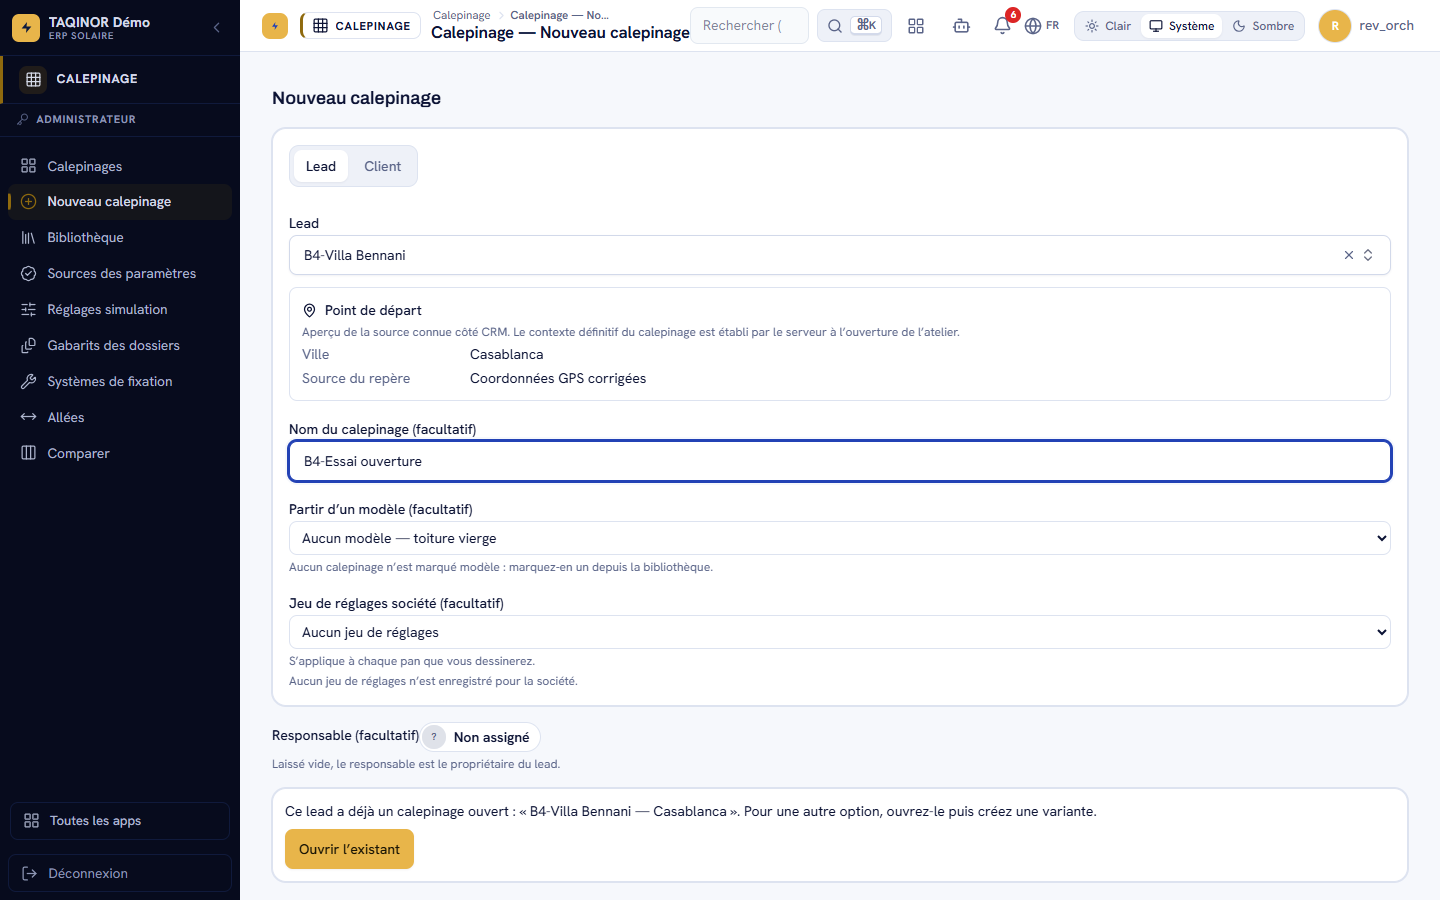 TAQINOR Démo
ERP SOLAIRE
CALEPINAGE
ADMINISTRATEUR
Calepinages
Nouveau calepinage
Bibliothèque
Sources des paramètres
Réglages simulation
Gabarits des dossiers
Systèmes de fixation
Allées
Comparer
Toutes les apps
Déconnexion
CALEPINAGE
Calepinage > Calepinage — No...
Calepinage — Nouveau calepinage
Rechercher (
⌘K
6
FR
Clair
Système
Sombre
R
rev_orch
Nouveau calepinage
Lead
Client
Lead
B4-Villa Bennani
Point de départ
Aperçu de la source connue côté CRM. Le contexte définitif du calepinage est établi par le serveur à l’ouverture de l’atelier.
Ville Casablanca
Source du repère Coordonnées GPS corrigées
Nom du calepinage (facultatif)
B4-Essai ouverture
Partir d’un modèle (facultatif)
Aucun modèle — toiture vierge
Aucun calepinage n’est marqué modèle : marquez-en un depuis la bibliothèque.
Jeu de réglages société (facultatif)
Aucun jeu de réglages
S’applique à chaque pan que vous dessinerez.
Aucun jeu de réglages n’est enregistré pour la société.
Responsable (facultatif) ? Non assigné
Laissé vide, le responsable est le propriétaire du lead.
Ce lead a déjà un calepinage ouvert : « B4-Villa Bennani — Casablanca ». Pour une autre option, ouvrez-le puis créez une variante.
Ouvrir l’existant